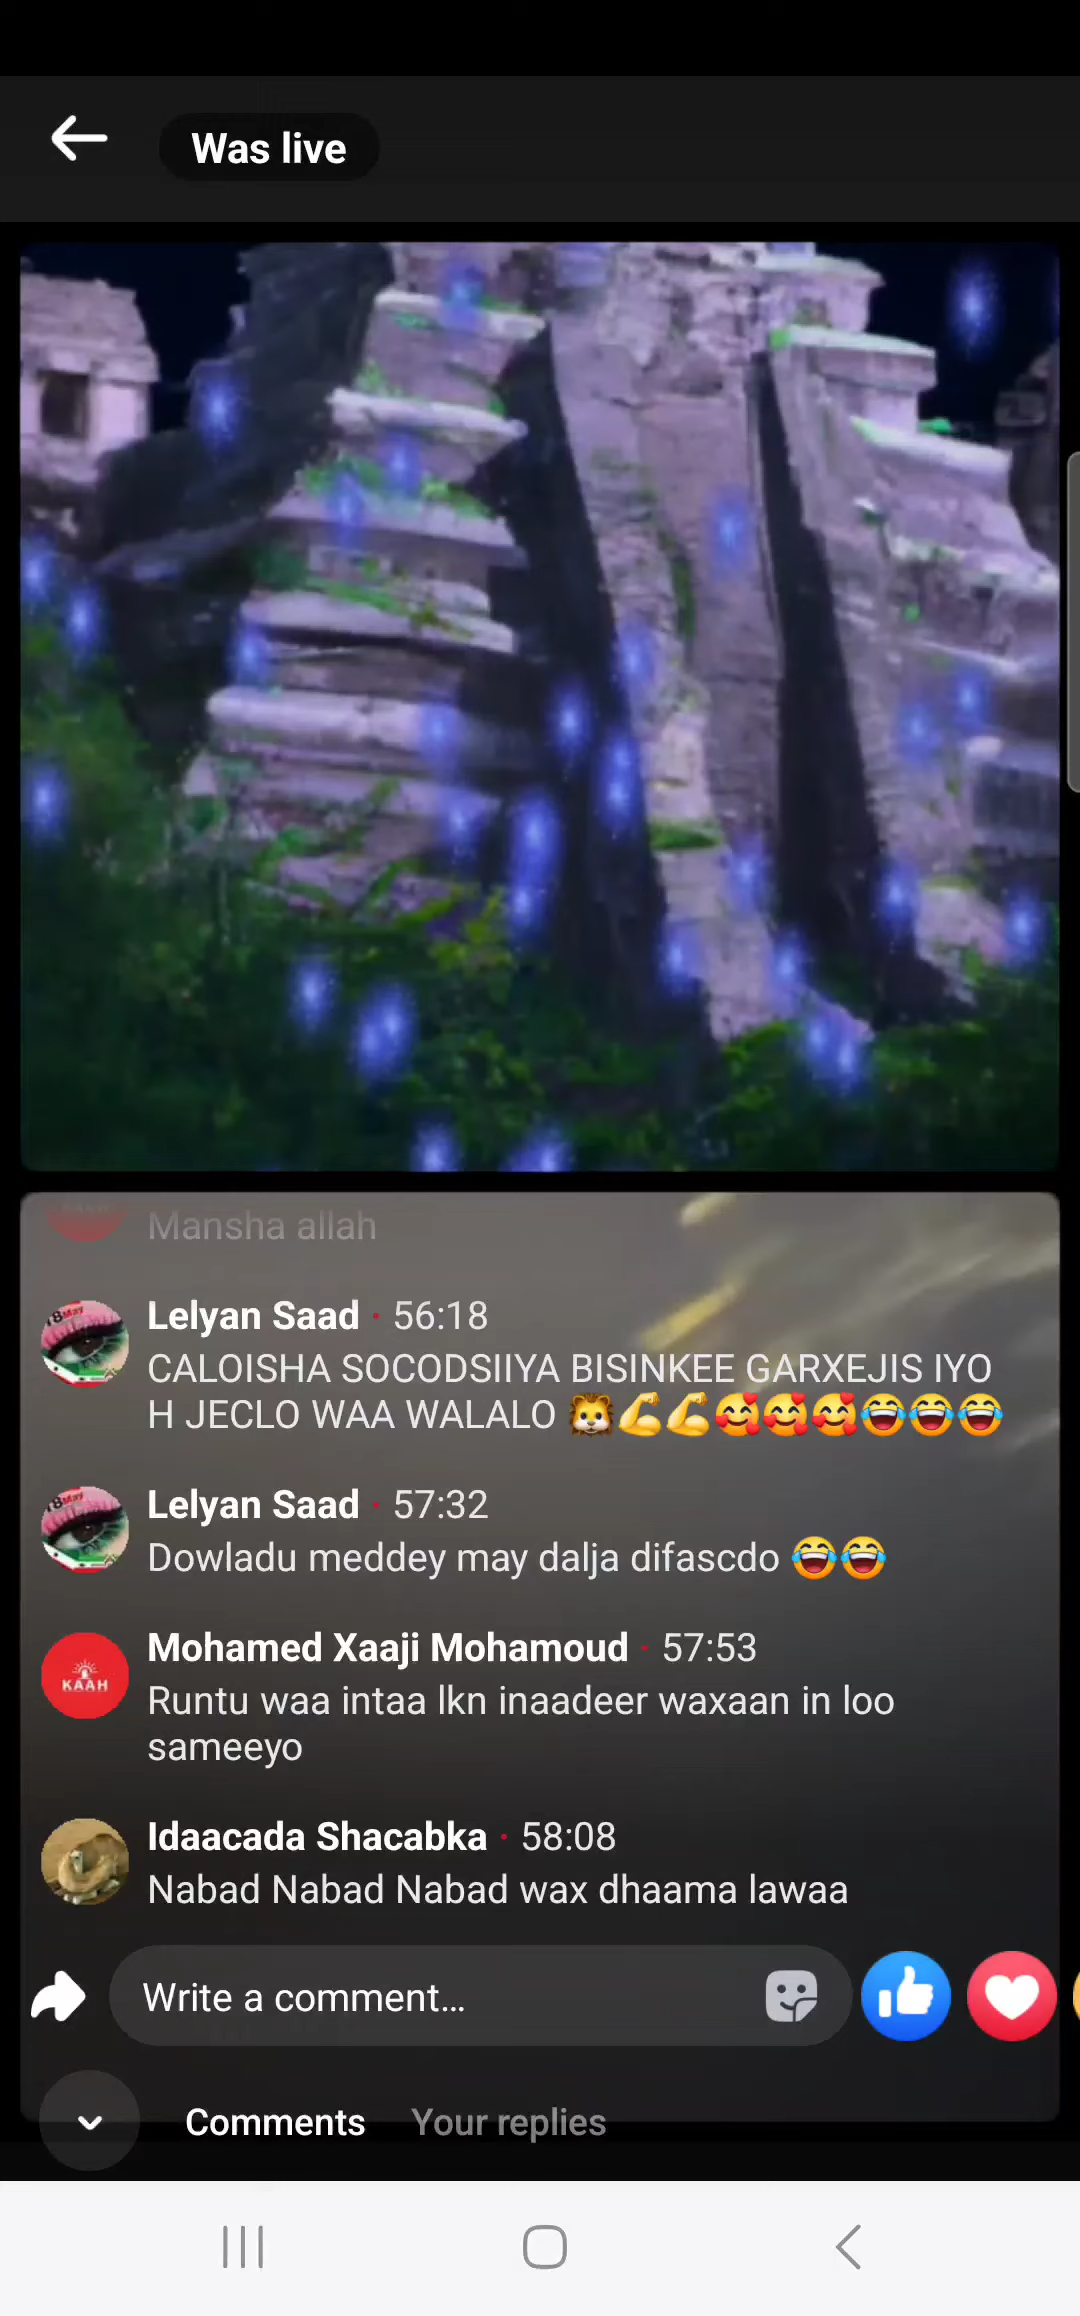 Was live
Mansha allah
Lelyan Saad · 56:18
CALOISHA SOCODSIIYA BISINKEE GARXEJIS IYO
H JECLO WAA WALALO 🦁💪💪🥰🥰🥰😂😂😂
Lelyan Saad · 57:32
Dowladu meddey may dalja difascdo 😂😂
KAAH
Mohamed Xaaji Mohamoud · 57:53
Runtu waa intaa lkn inaadeer waxaan in loo
sameeyo
Idaacada Shacabka · 58:08
Nabad Nabad Nabad wax dhaama lawaa
Write a comment...
Comments Your replies